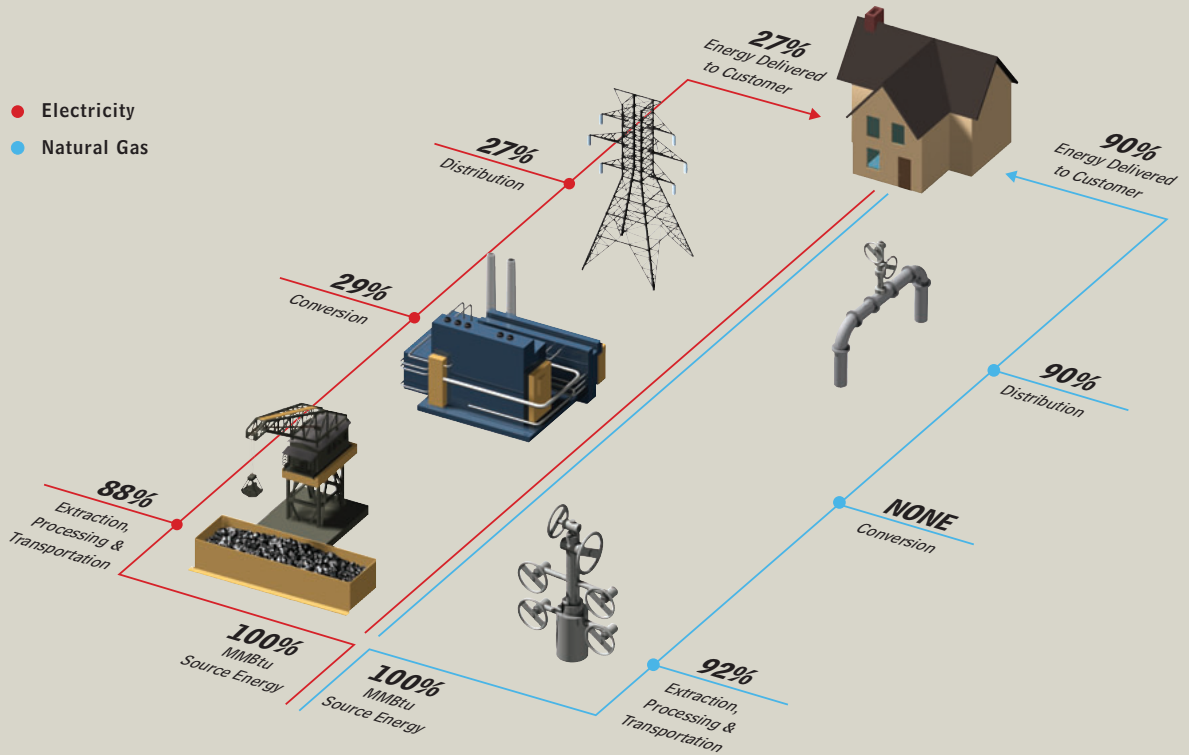 Electricity
Natural Gas
27%
Energy Delivered
to Customer
27%
Distribution
90%
Energy Delivered
to Customer
29%
Conversion
90%
Distribution
88%
Extraction,
Processing &
Transportation
NONE
Conversion
100%
MMBtu
Source Energy
100%
MMBtu
Source Energy
92%
Extraction,
Processing &
Transportation